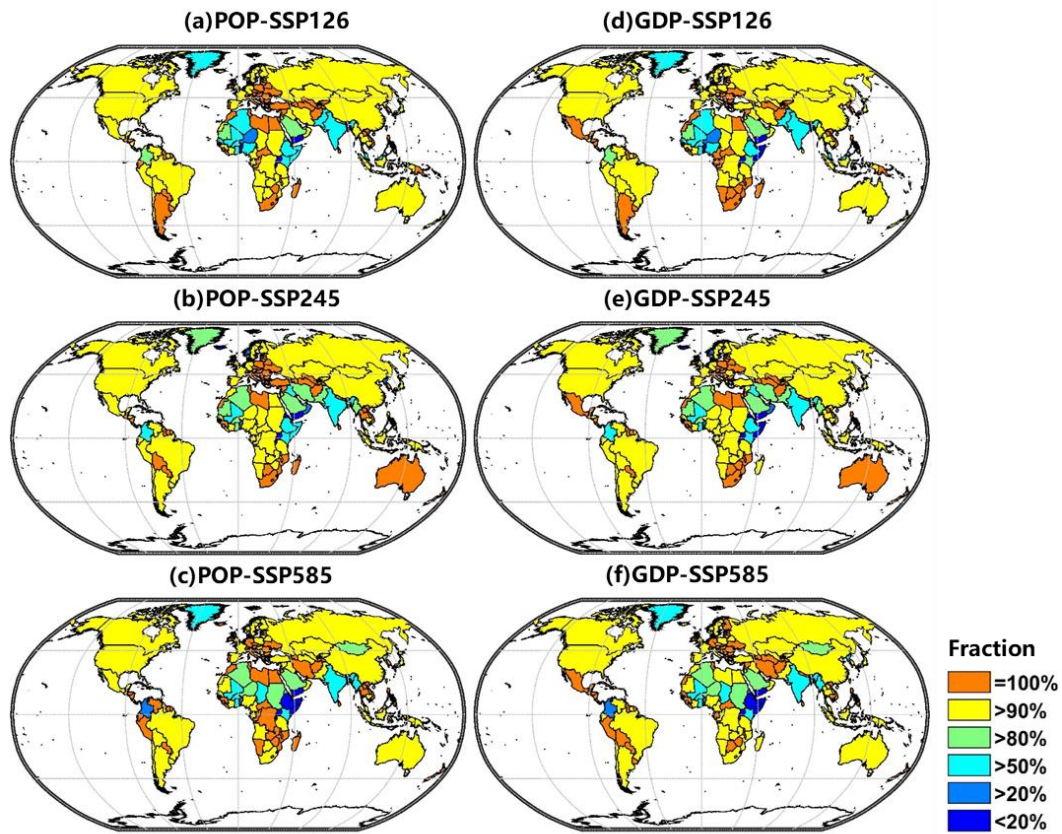 (a)POP-SSP126
(d)GDP-SSP126
(b)POP-SSP245
(e)GDP-SSP245
(c)POP-SSP585
(f)GDP-SSP585
Fraction
=100%
>90%
>80%
>50%
>20%
<20%